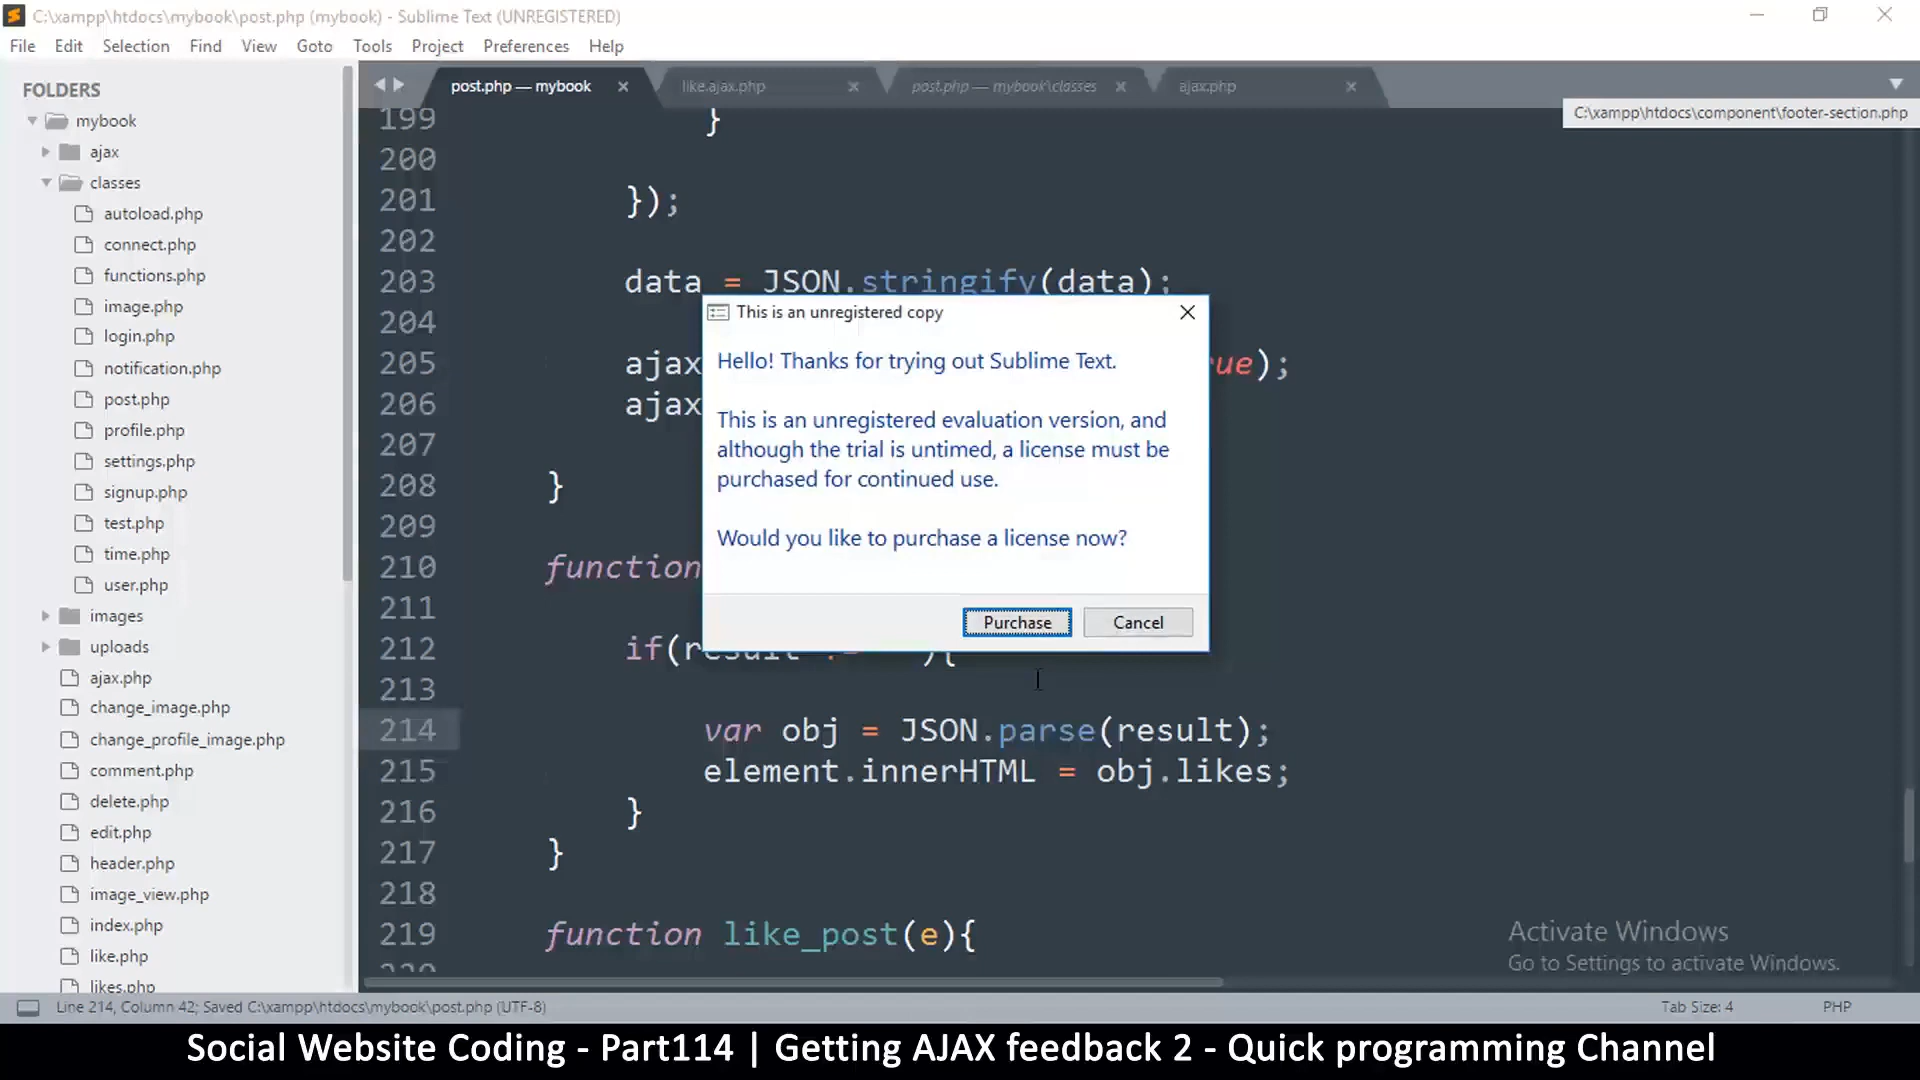 C:\xampp\htdocs\mybook\post.php (mybook) - Sublime Text (UNREGISTERED)
File Edit Selection Find View Goto Tools Project Preferences Help
FOLDERS
mybook
ajax
classes
autoload.php
connect.php
functions.php
image.php
login.php
notification.php
post.php
profile.php
settings.php
signup.php
test.php
time.php
user.php
images
uploads
ajax.php
change_image.php
change_profile_image.php
comment.php
delete.php
edit.php
header.php
image_view.php
index.php
like.php
likes.php
post.php — mybook
like.ajax.php
post.php — mybook\classes
ajax.php
C:\xampp\htdocs\component\footer-section.php
199 }
200
201 });
202
203 data = JSON.stringify(data);
204
205 ajax ue);
206 ajax
207
208 }
209
210 function
211
212 if(result != ){
213
214 var obj = JSON.parse(result);
215 element.innerHTML = obj.likes;
216 }
217 }
218
219 function like_post(e){
220
This is an unregistered copy
Hello! Thanks for trying out Sublime Text.
This is an unregistered evaluation version, and
although the trial is untimed, a license must be
purchased for continued use.
Would you like to purchase a license now?
Purchase Cancel
Activate Windows
Go to Settings to activate Windows.
Line 214, Column 42; Saved C:\xampp\htdocs\mybook\post.php (UTF-8)
Tab Size: 4 PHP
Social Website Coding - Part114 | Getting AJAX feedback 2 - Quick programming Channel